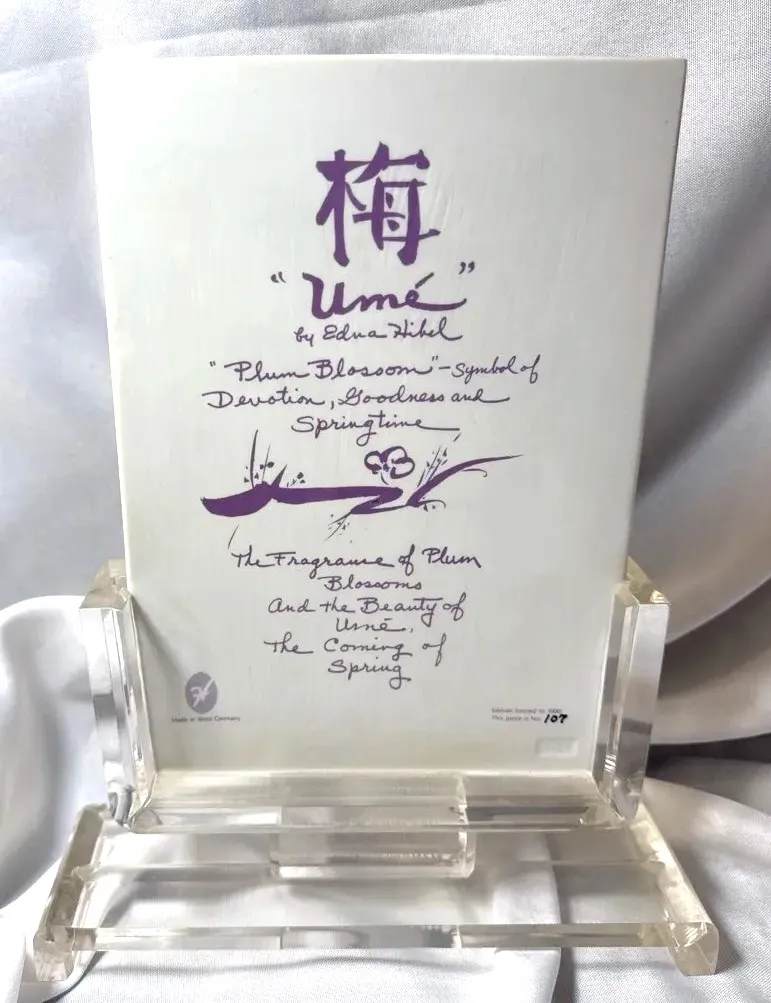 梅
"Umé"
by Edna Hibel
"Plum Blossom" - Symbol of
Devotion, Goodness and
Springtime
The Fragrance of Plum
Blossoms
And the Beauty of
Umé,
The Coming of
Spring
Made in West Germany
This piece is No. 107